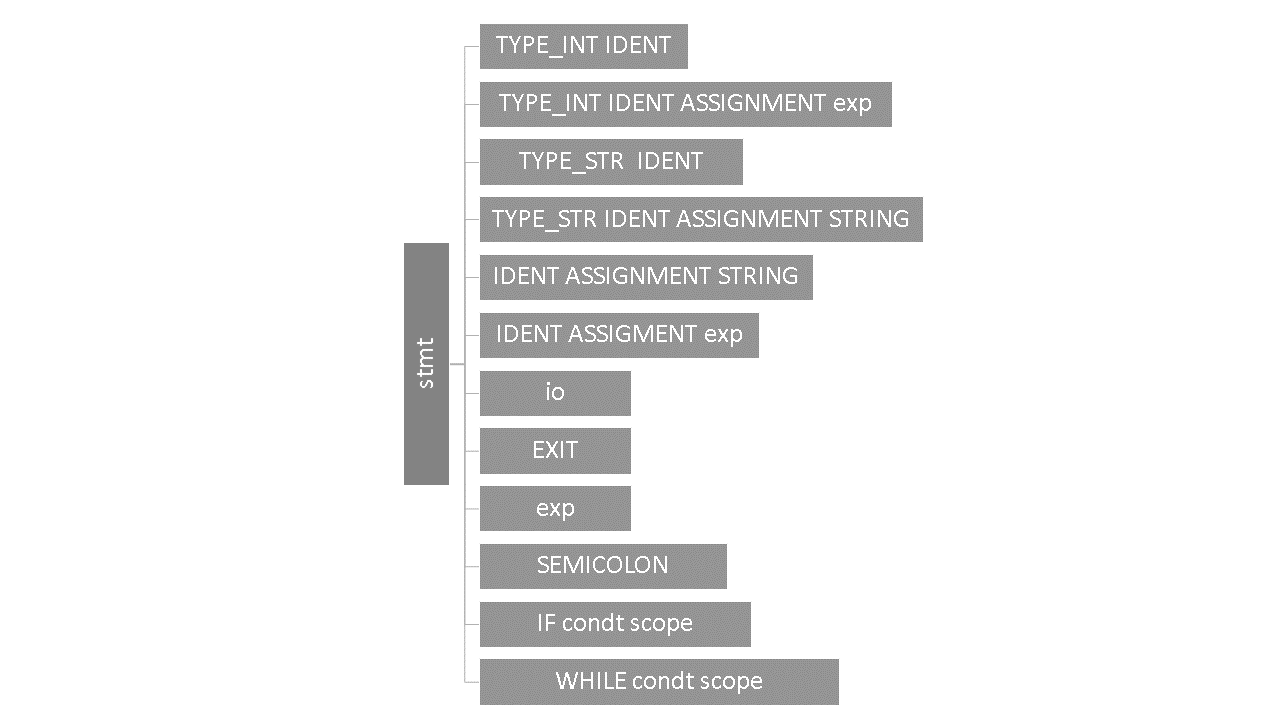 TYPE_INT IDENT
TYPE_INT IDENT ASSIGNMENT exp
TYPE_STR  IDENT
TYPE_STR IDENT ASSIGNMENT STRING
IDENT ASSIGNMENT STRING
IDENT ASSIGMENT exp
stmt
io
EXIT
exp
SEMICOLON
IF condt scope
WHILE condt scope